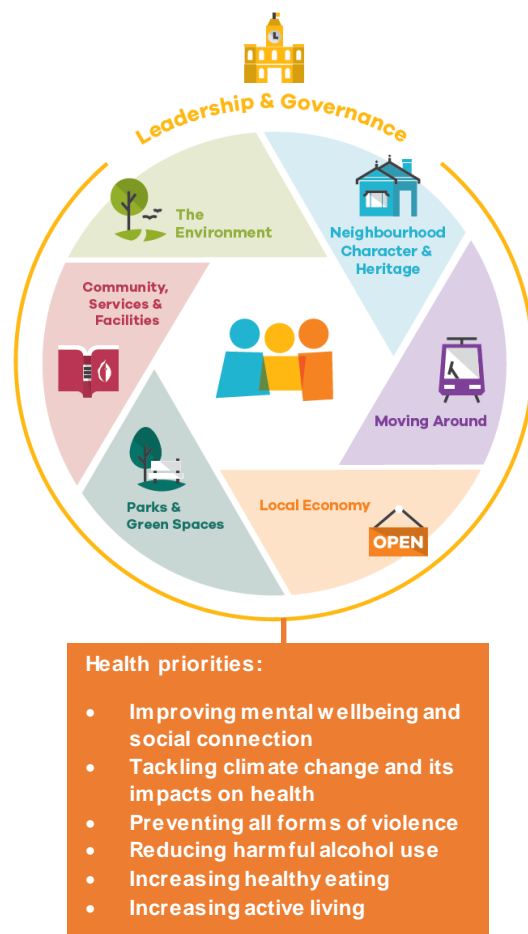 Leadership & Governance
The
Environment
Neighbourhood
Character &
Heritage
Community,
Services &
Facilities
Moving Around
Parks &
Green Spaces
Local Economy
OPEN
Health priorities:
• Improving mental wellbeing and
social connection
• Tackling climate change and its
impacts on health
• Preventing all forms of violence
• Reducing harmful alcohol use
• Increasing healthy eating
• Increasing active living